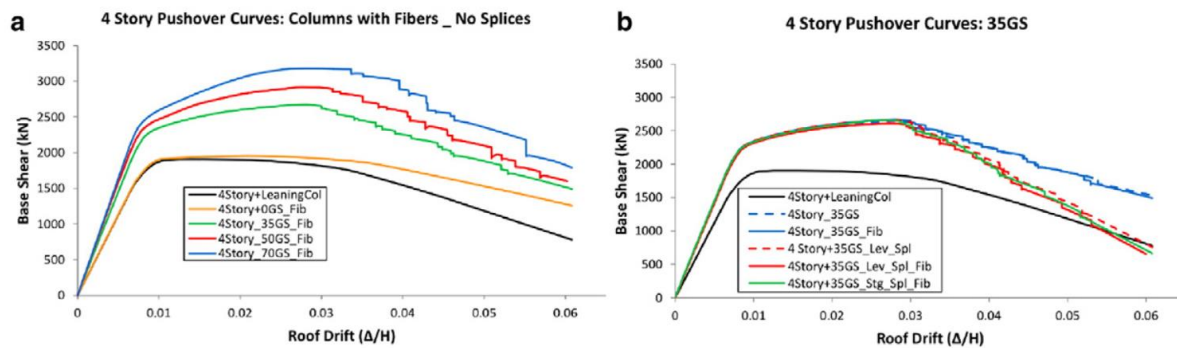 a
4 Story Pushover Curves: Columns with Fibers _ No Splices
Base Shear (kN)
3500
3000
2500
2000
1500
1000
500
0
4Story+LeaningCol
4Story+0GS_Fib
4Story_35GS_Fib
4Story_50GS_Fib
4Story_70GS_Fib
0 0.01 0.02 0.03 0.04 0.05 0.06
Roof Drift (Δ/H)
b
4 Story Pushover Curves: 35GS
Base Shear (kN)
3500
3000
2500
2000
1500
1000
500
0
4Story+LeaningCol
4Story_35GS
4Story_35GS_Fib
4 Story+35GS_Lev_Spl
4Story+35GS_Lev_Spl_Fib
4Story+35GS_Stg_Spl_Fib
0 0.01 0.02 0.03 0.04 0.05 0.06
Roof Drift (Δ/H)